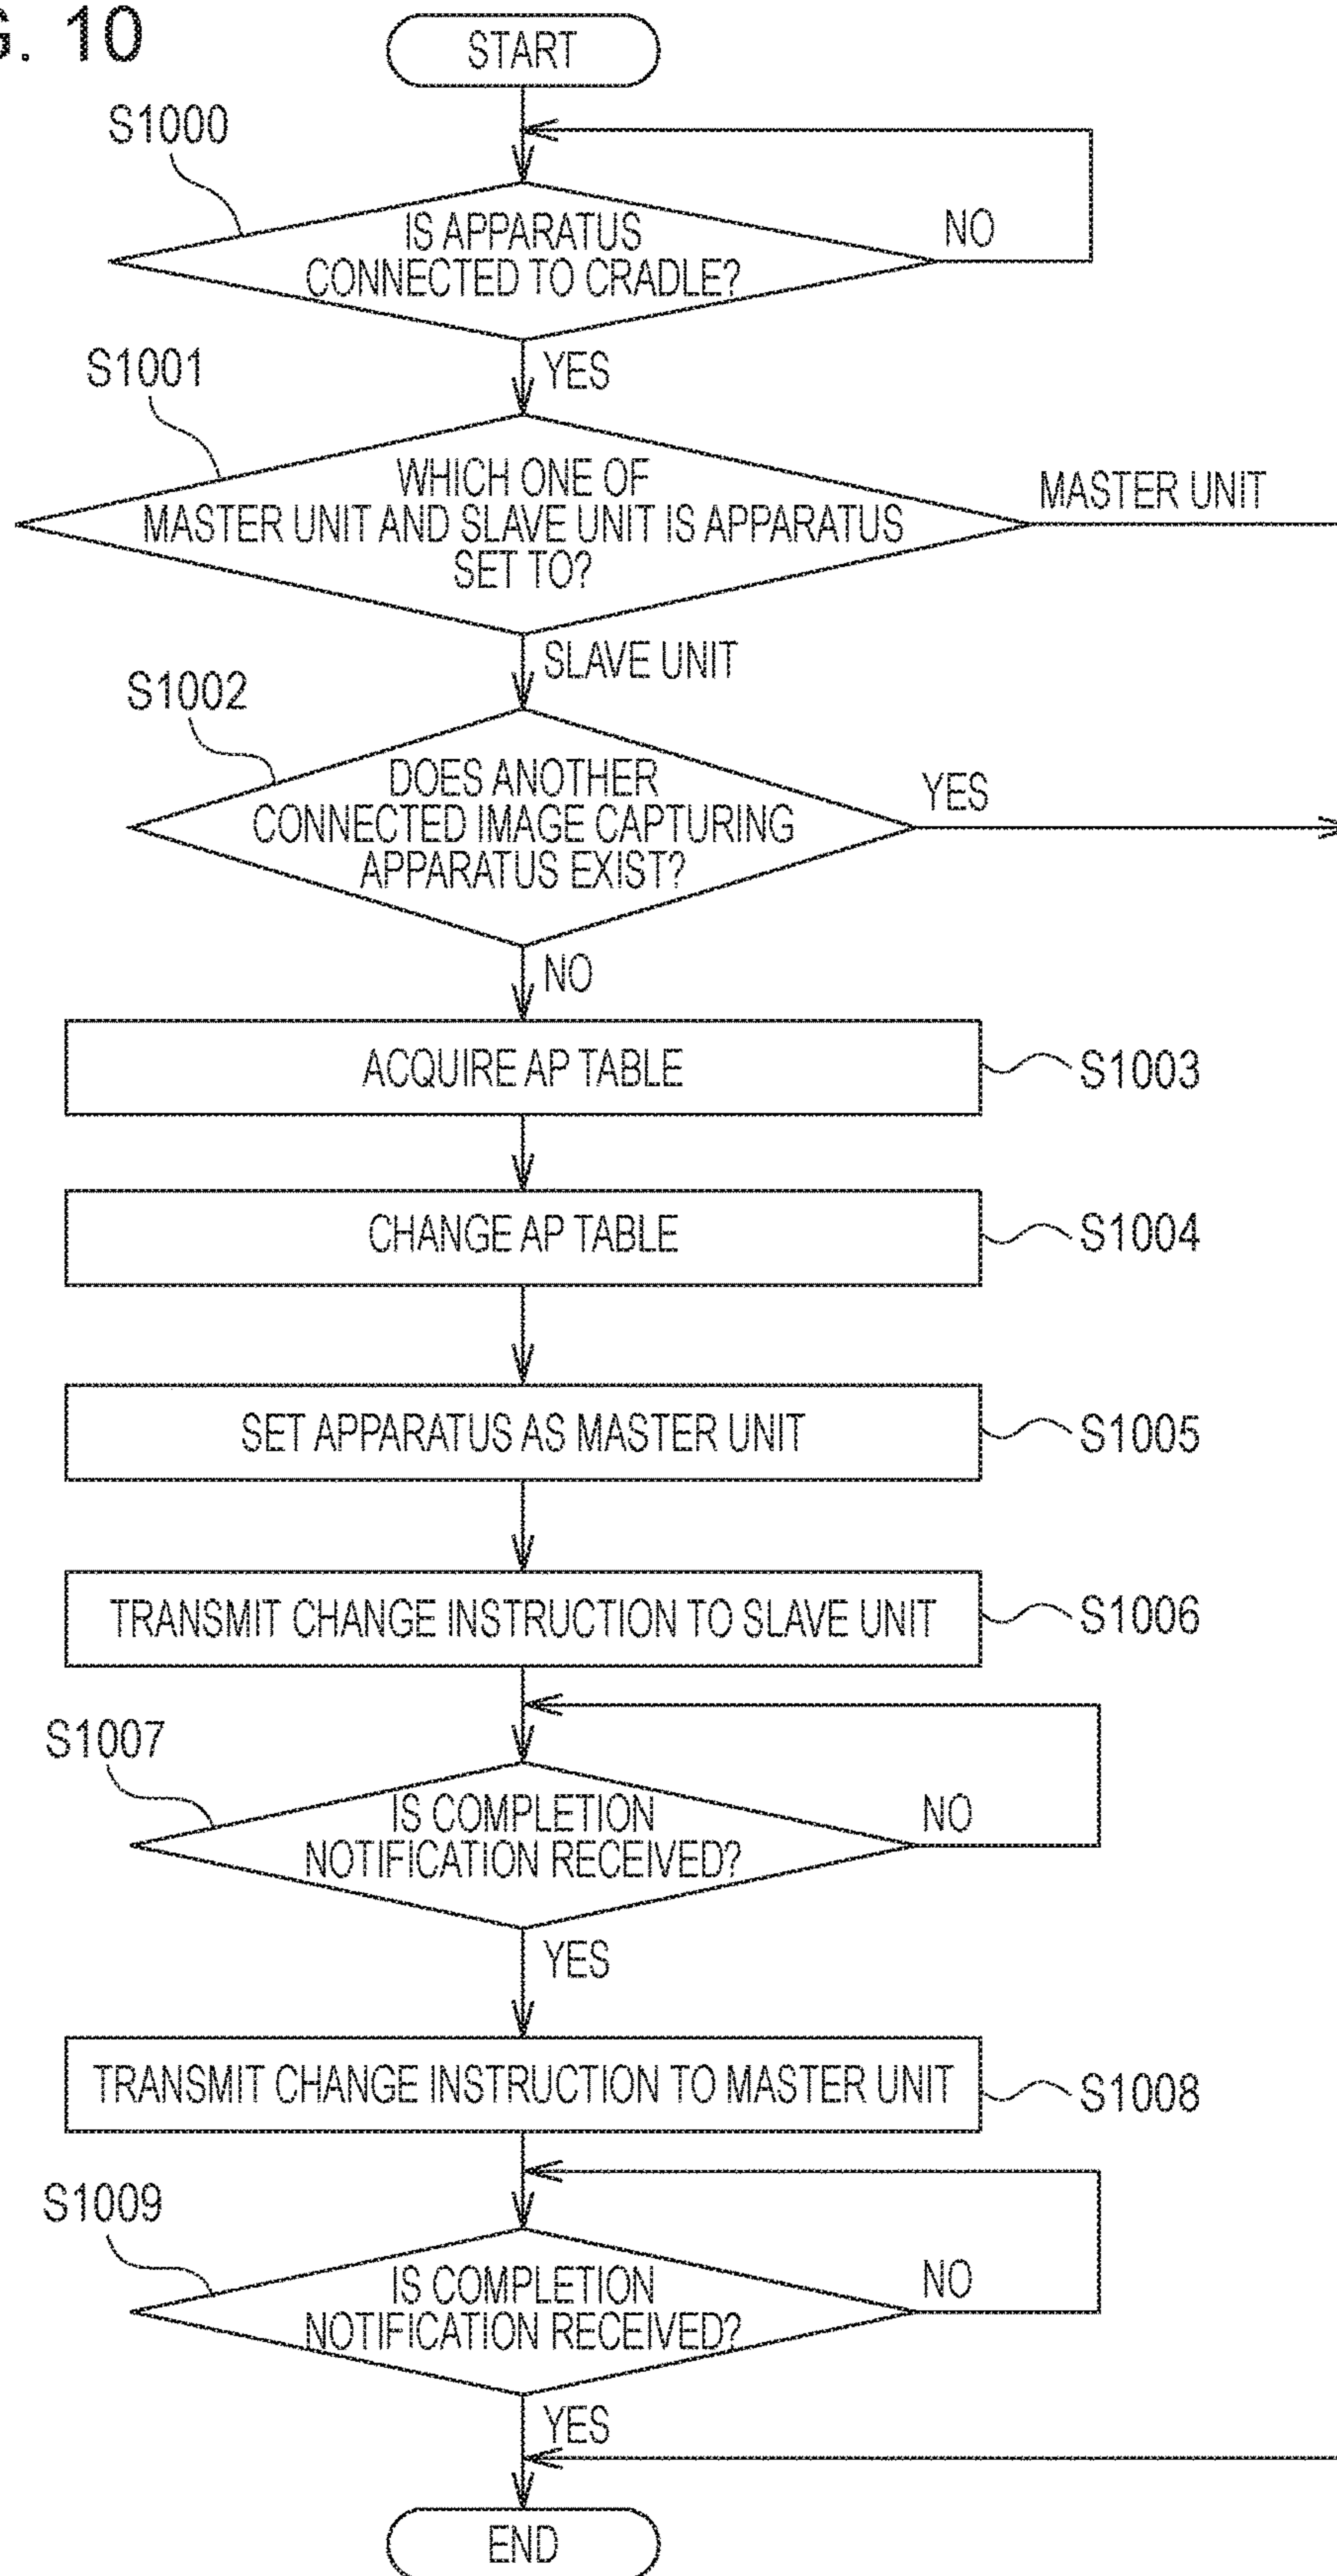 G. 10
START
S1000
IS APPARATUS
CONNECTED TO CRADLE?
NO
YES
S1001
WHICH ONE OF
MASTER UNIT AND SLAVE UNIT IS APPARATUS
SET TO?
MASTER UNIT
SLAVE UNIT
S1002
DOES ANOTHER
CONNECTED IMAGE CAPTURING
APPARATUS EXIST?
YES
NO
ACQUIRE AP TABLE
S1003
CHANGE AP TABLE
S1004
SET APPARATUS AS MASTER UNIT
S1005
TRANSMIT CHANGE INSTRUCTION TO SLAVE UNIT
S1006
S1007
IS COMPLETION
NOTIFICATION RECEIVED?
NO
YES
TRANSMIT CHANGE INSTRUCTION TO MASTER UNIT
S1008
S1009
IS COMPLETION
NOTIFICATION RECEIVED?
NO
YES
END